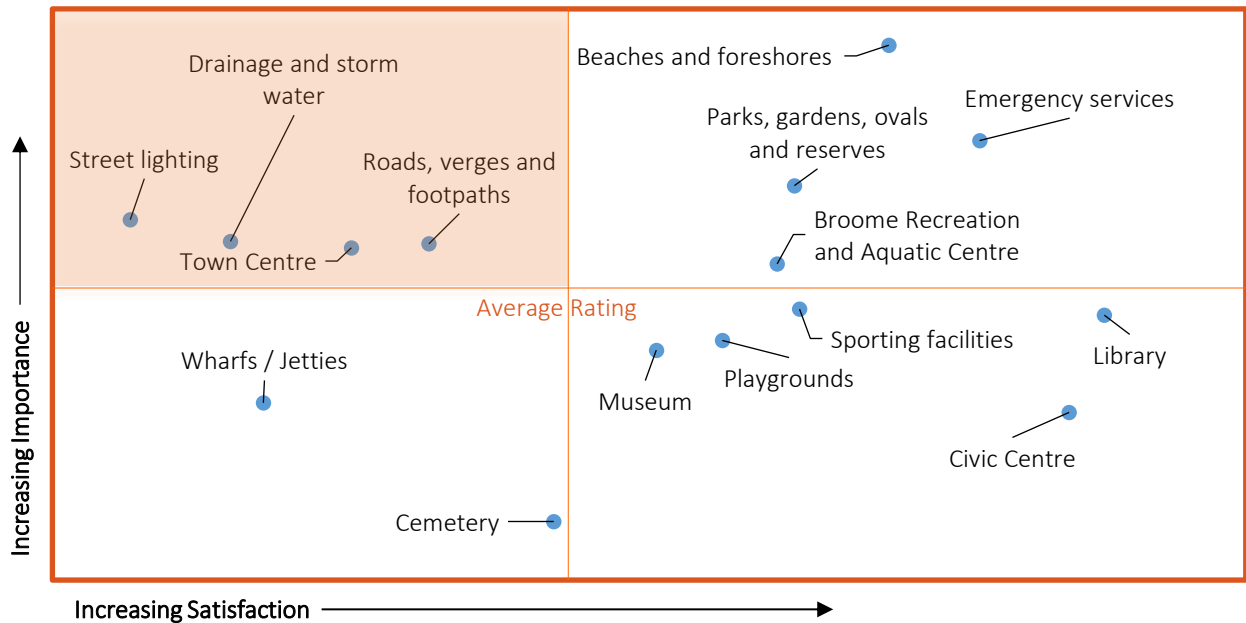 Beaches and foreshores
Drainage and storm
water
Emergency services
Parks, gardens, ovals
and reserves
Street lighting
Roads, verges and
footpaths
Broome Recreation
and Aquatic Centre
Town Centre
Average Rating
Sporting facilities
Library
Wharfs / Jetties
Playgrounds
Museum
Civic Centre
Cemetery
Increasing Importance
Increasing Satisfaction